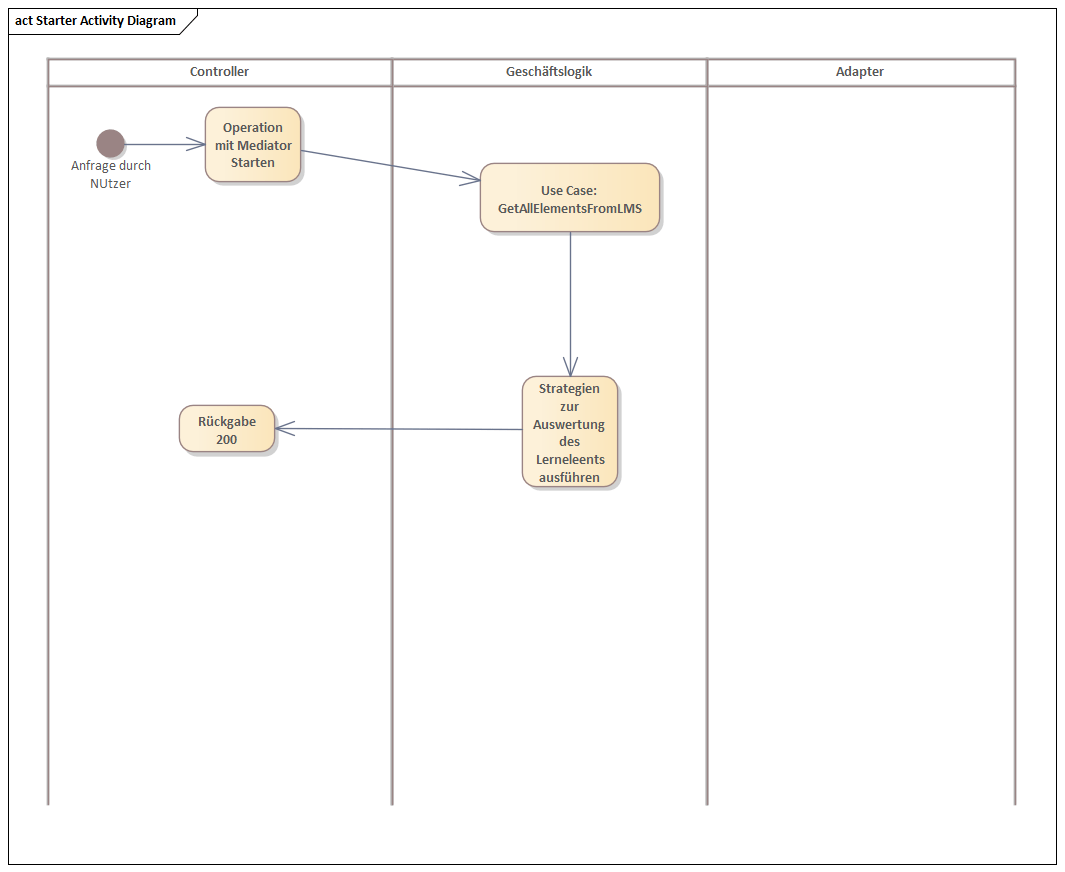 act Starter Activity Diagram
Controller
Geschäftslogik
Adapter
Anfrage durch
NUtzer
Operation
mit Mediator
Starten
Use Case:
GetAllElementsFromLMS
Strategien
zur
Auswertung
des
Lerneleents
ausführen
Rückgabe
200